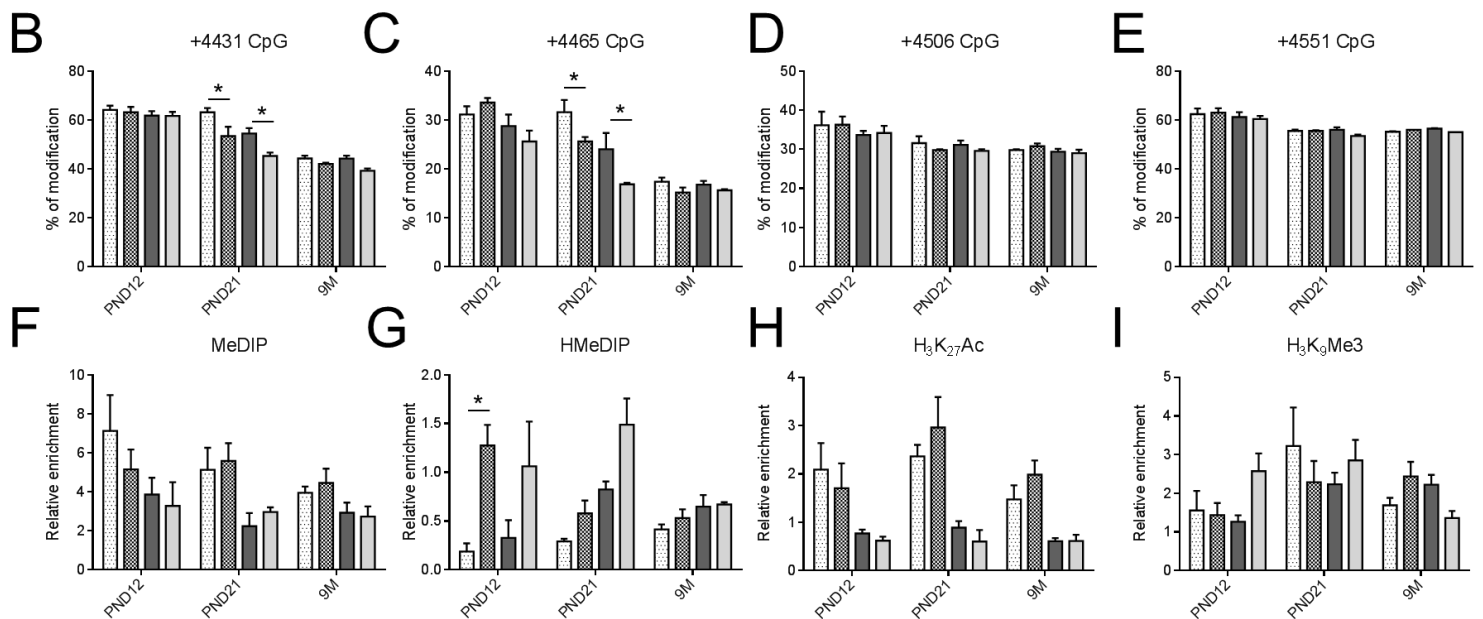 B
+4431 CpG
% of modification
80
60
40
20
0
*
*
PND12
PND21
9M
C
+4465 CpG
% of modification
40
30
20
10
0
*
*
PND12
PND21
9M
D
+4506 CpG
% of modification
50
40
30
20
10
0
PND12
PND21
9M
E
+4551 CpG
% of modification
80
60
40
20
0
PND12
PND21
9M
F
MeDIP
Relative enrichment
10
8
6
4
2
0
PND12
PND21
9M
G
HMeDIP
Relative enrichment
2.0
1.5
1.0
0.5
0.0
*
PND12
PND21
9M
H
H₃K₂₇Ac
Relative enrichment
4
3
2
1
0
PND12
PND21
9M
I
H₃K₉Me3
Relative enrichment
5
4
3
2
1
0
PND12
PND21
9M